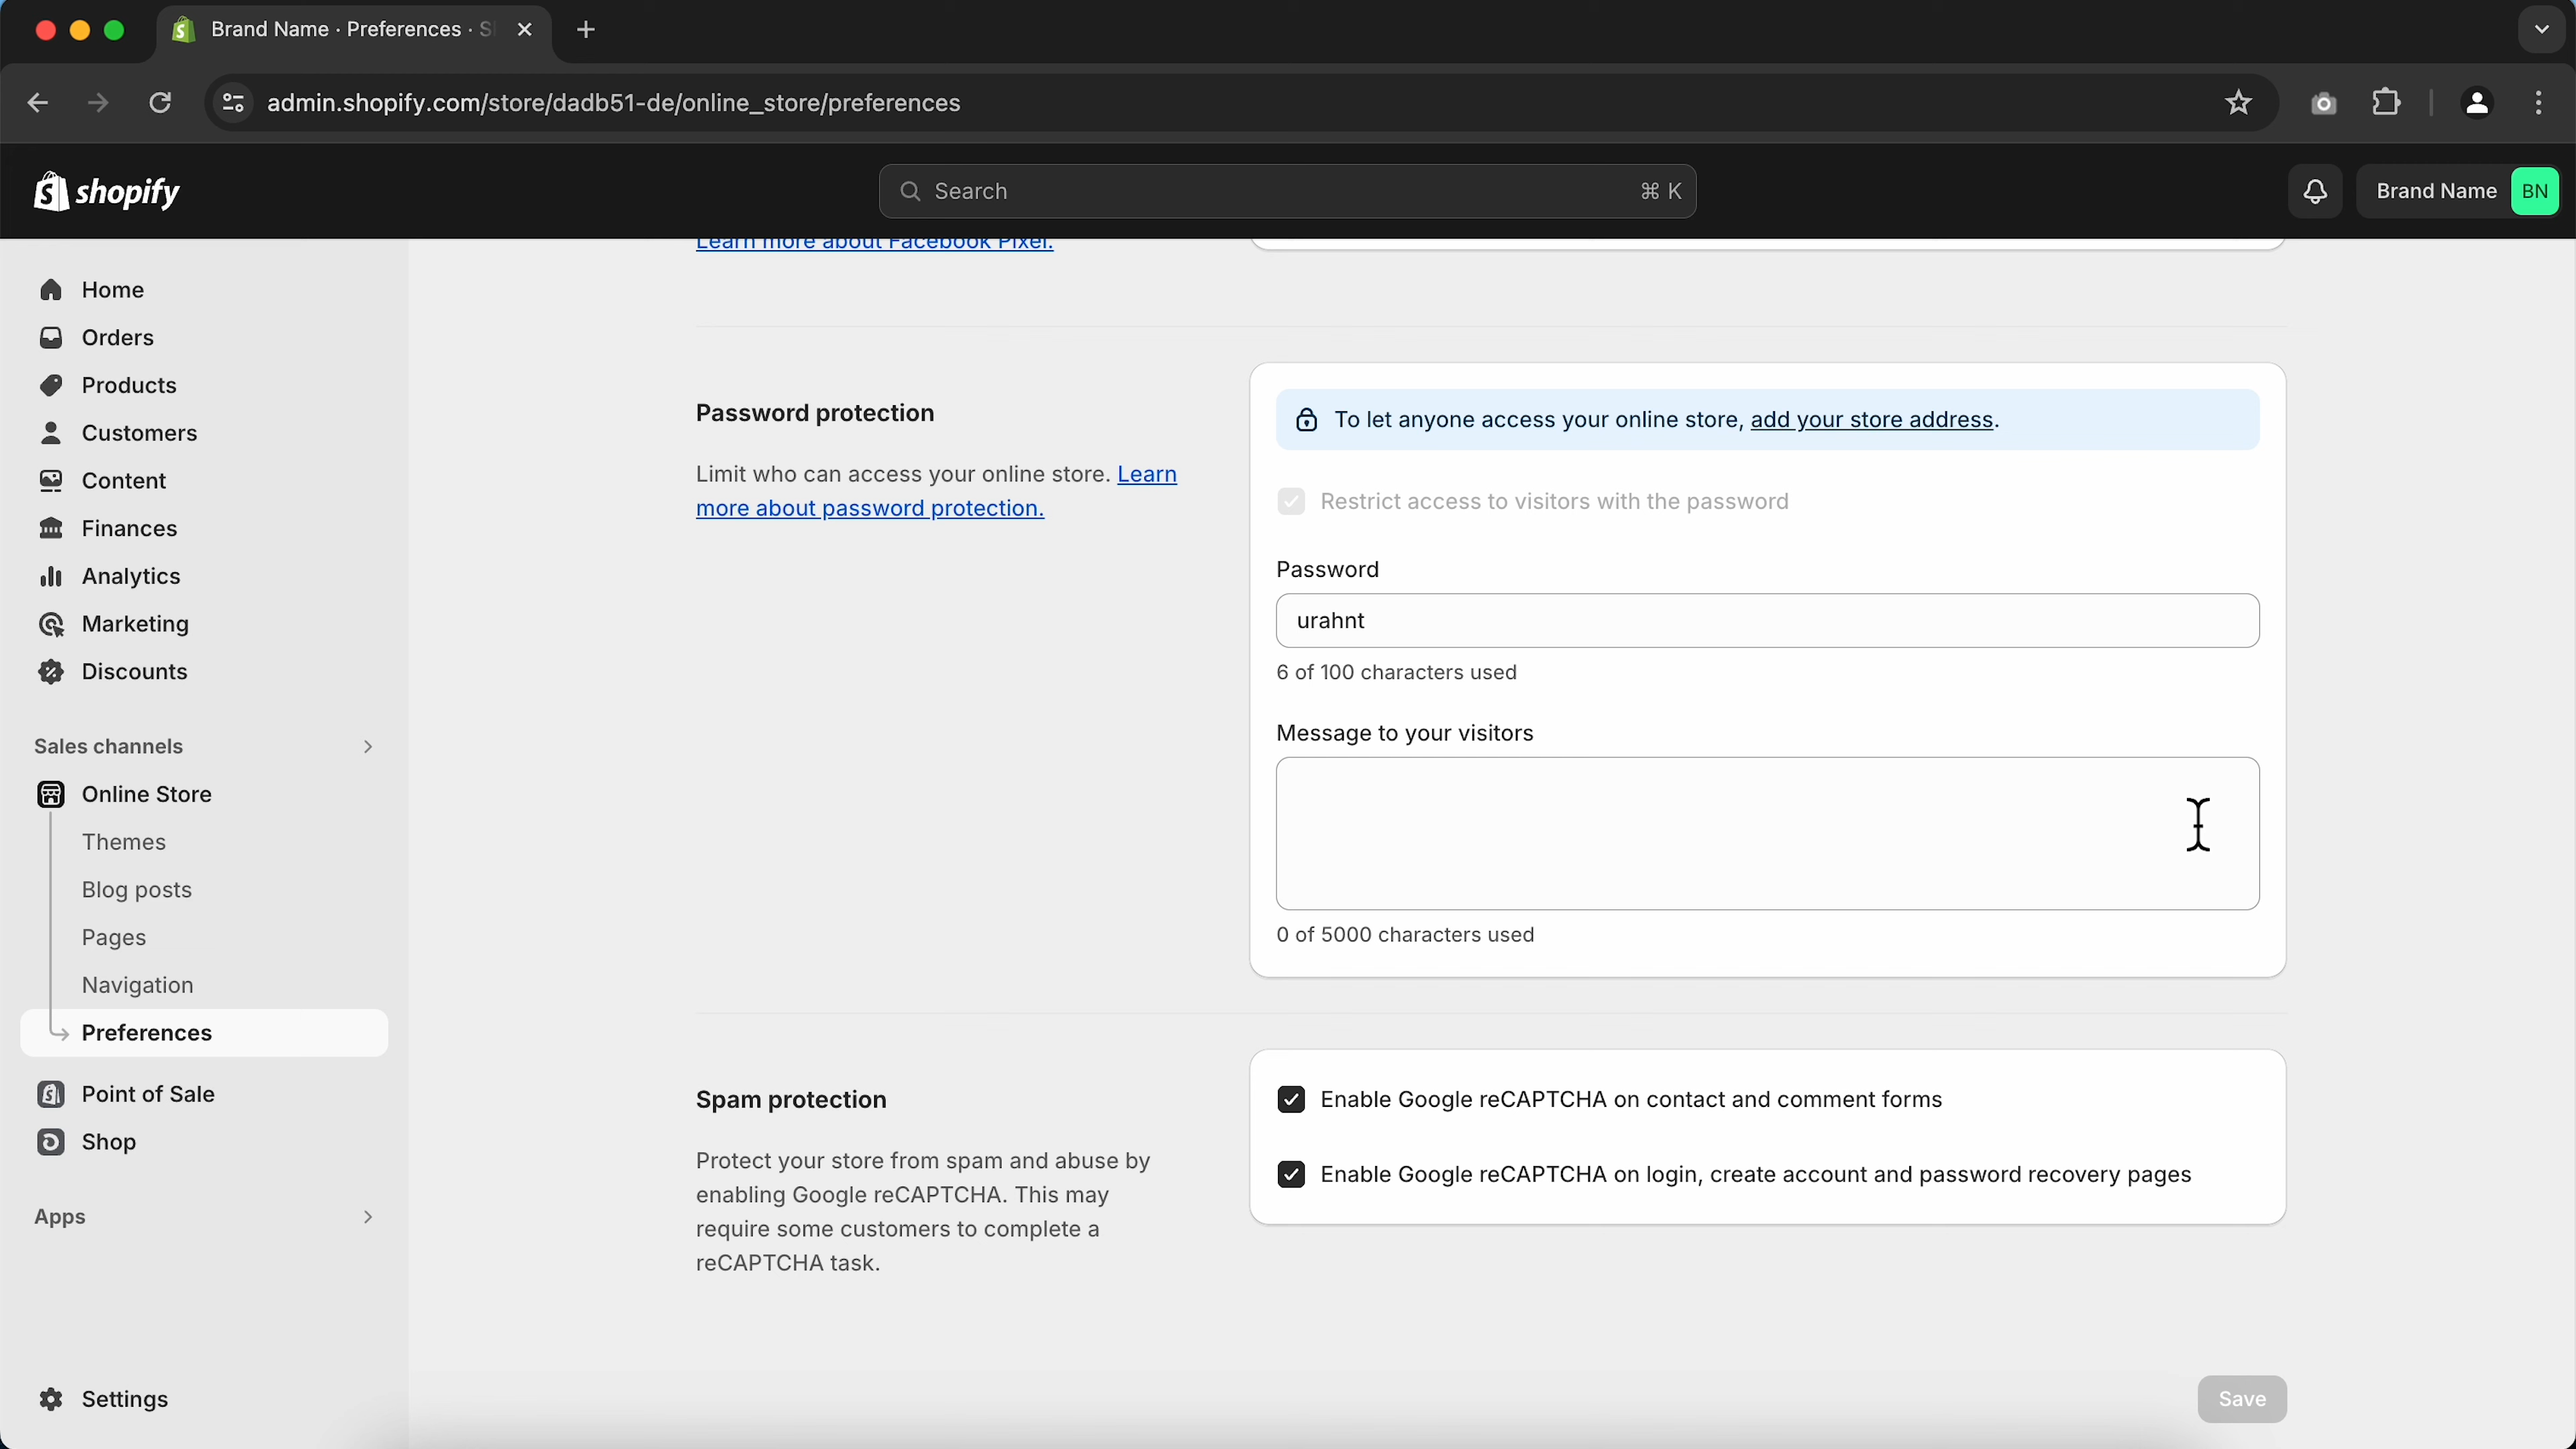 Brand Name · Preferences · S
admin.shopify.com/store/dadb51-de/online_store/preferences
shopify
Search
⌘ K
Brand Name
BN
Home
Orders
Products
Customers
Content
Finances
Analytics
Marketing
Discounts
Sales channels
Online Store
Themes
Blog posts
Pages
Navigation
Preferences
Point of Sale
Shop
Apps
Settings
Learn more about Facebook Pixel.
Password protection
Limit who can access your online store. Learn
more about password protection.
To let anyone access your online store, add your store address.
Restrict access to visitors with the password
Password
urahnt
6 of 100 characters used
Message to your visitors
0 of 5000 characters used
Spam protection
Protect your store from spam and abuse by
enabling Google reCAPTCHA. This may
require some customers to complete a
reCAPTCHA task.
Enable Google reCAPTCHA on contact and comment forms
Enable Google reCAPTCHA on login, create account and password recovery pages
Save